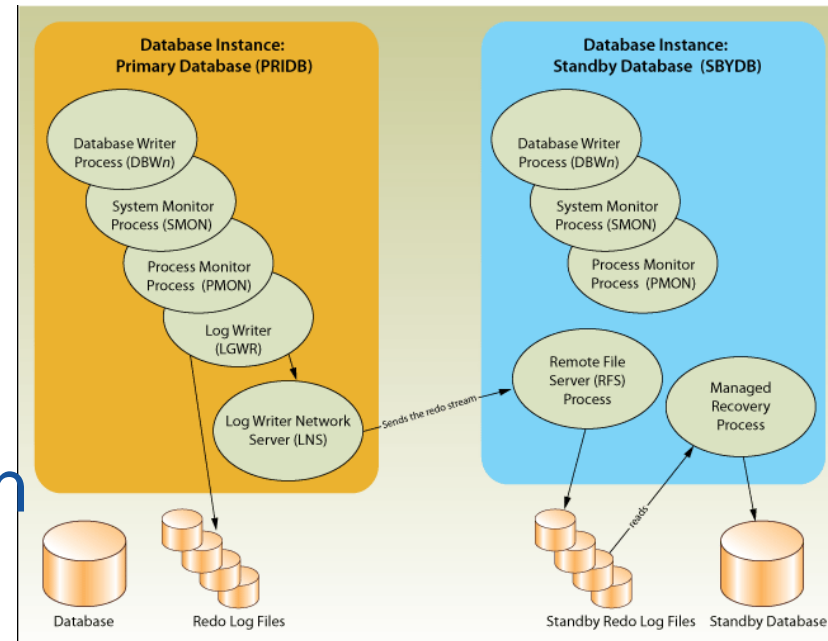 Database Instance:
Primary Database (PRIDB)
Database Writer
Process (DBWn)
System Monitor
Process (SMON)
Process Monitor
Process (PMON)
Log Writer
(LGWR)
Log Writer Network
Server (LNS)
Sends the redo stream
Database Instance:
Standby Database (SBYDB)
Database Writer
Process (DBWn)
System Monitor
Process (SMON)
Process Monitor
Process (PMON)
Remote File
Server (RFS)
Process
Managed
Recovery
Process
reads
n
Database
Redo Log Files
Standby Redo Log Files
Standby Database